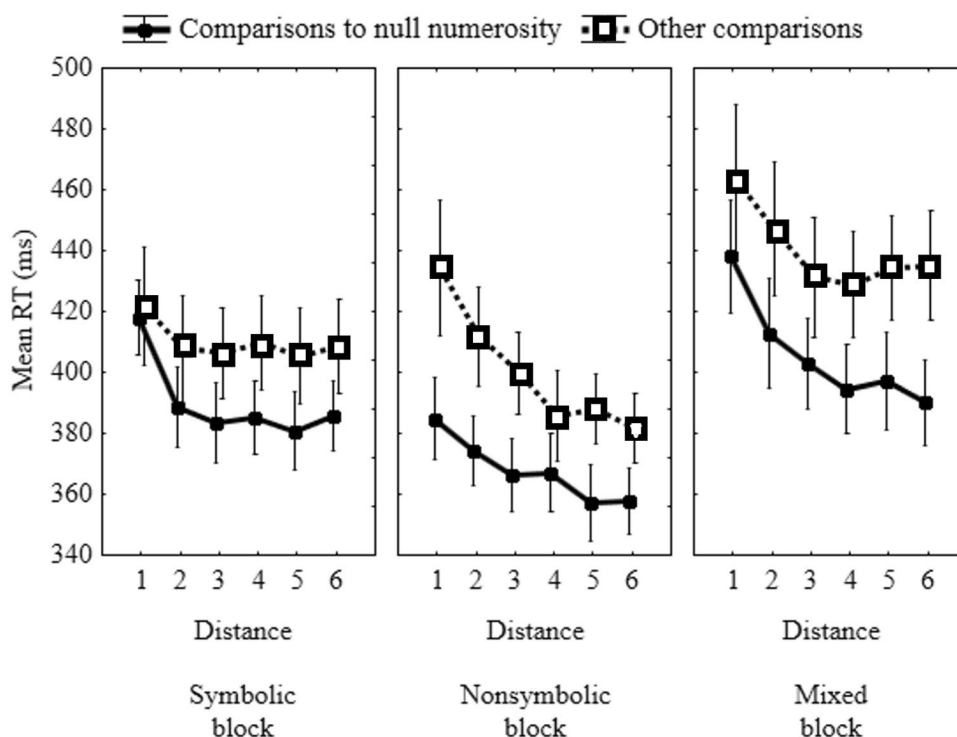 Comparisons to null numerosity Other comparisons
500
480
460
440
420
400
380
360
340
Mean RT (ms)
1 2 3 4 5 6 1 2 3 4 5 6 1 2 3 4 5 6
Distance Distance Distance
Symbolic Nonsymbolic Mixed
block block block